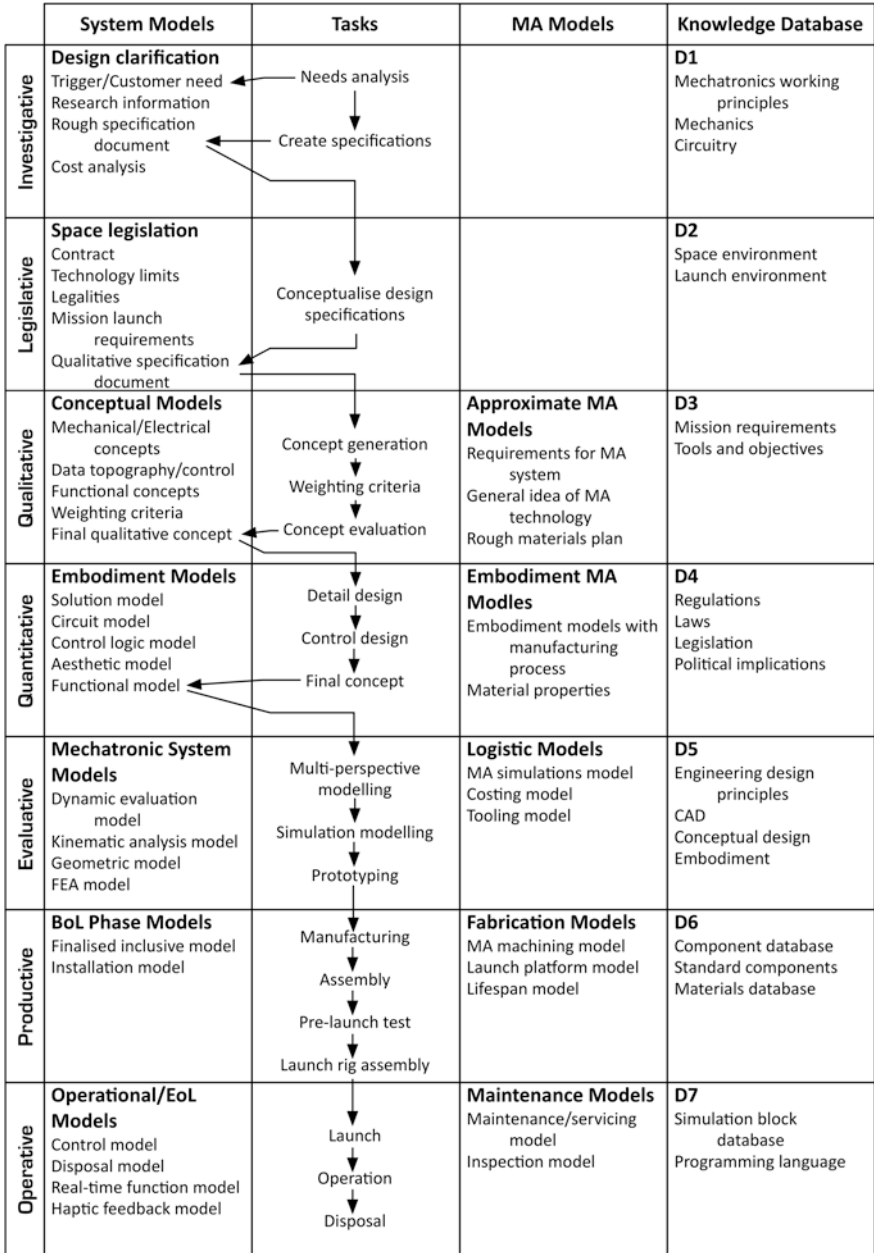 System Models
Tasks
MA Models
Knowledge Database
Investigative
Design clarification
Trigger/Customer need
Research information
Rough specification
document
Cost analysis
Needs analysis
Create specifications
D1
Mechatronics working
principles
Mechanics
Circuitry
Legislative
Space legislation
Contract
Technology limits
Legalities
Mission launch
requirements
Qualitative specification
document
Conceptualise design
specifications
D2
Space environment
Launch environment
Qualitative
Conceptual Models
Mechanical/Electrical
concepts
Data topography/control
Functional concepts
Weighting criteria
Final qualitative concept
Concept generation
Weighting criteria
Concept evaluation
Approximate MA
Models
Requirements for MA
system
General idea of MA
technology
Rough materials plan
D3
Mission requirements
Tools and objectives
Quantitative
Embodiment Models
Solution model
Circuit model
Control logic model
Aesthetic model
Functional model
Detail design
Control design
Final concept
Embodiment MA
Modles
Embodiment models with
manufacturing
process
Material properties
D4
Regulations
Laws
Legislation
Political implications
Evaluative
Mechatronic System
Models
Dynamic evaluation
model
Kinematic analysis model
Geometric model
FEA model
Multi-perspective
modelling
Simulation modelling
Prototyping
Logistic Models
MA simulations model
Costing model
Tooling model
D5
Engineering design
principles
CAD
Conceptual design
Embodiment
Productive
BoL Phase Models
Finalised inclusive model
Installation model
Manufacturing
Assembly
Pre-launch test
Launch rig assembly
Fabrication Models
MA machining model
Launch platform model
Lifespan model
D6
Component database
Standard components
Materials database
Operative
Operational/EoL
Models
Control model
Disposal model
Real-time function model
Haptic feedback model
Launch
Operation
Disposal
Maintenance Models
Maintenance/servicing
model
Inspection model
D7
Simulation block
database
Programming language